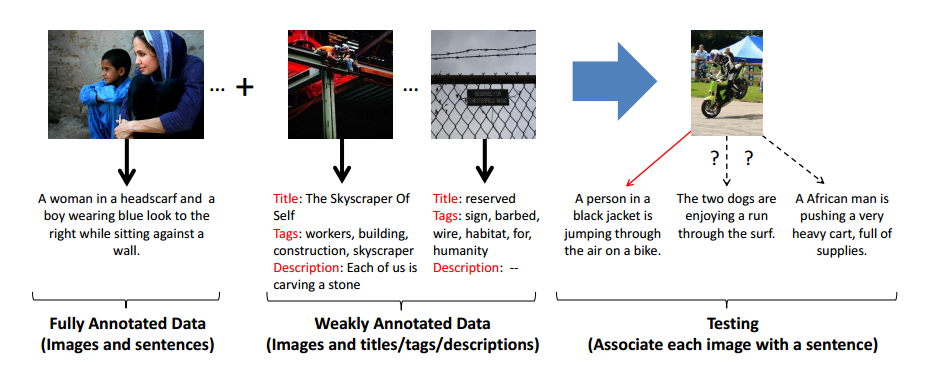 ... + ...
? ?
RESERVED FOR
A woman in a headscarf and a
boy wearing blue look to the
right while sitting against a
wall.
Title: The Skyscraper Of
Self
Tags: workers, building,
construction, skyscraper
Description: Each of us is
carving a stone
Title: reserved
Tags: sign, barbed,
wire, habitat, for,
humanity
Description: --
A person in a
black jacket is
jumping through
the air on a bike.
The two dogs are
enjoying a run
through the surf.
A African man is
pushing a very
heavy cart, full of
supplies.
Fully Annotated Data
(Images and sentences)
Weakly Annotated Data
(Images and titles/tags/descriptions)
Testing
(Associate each image with a sentence)